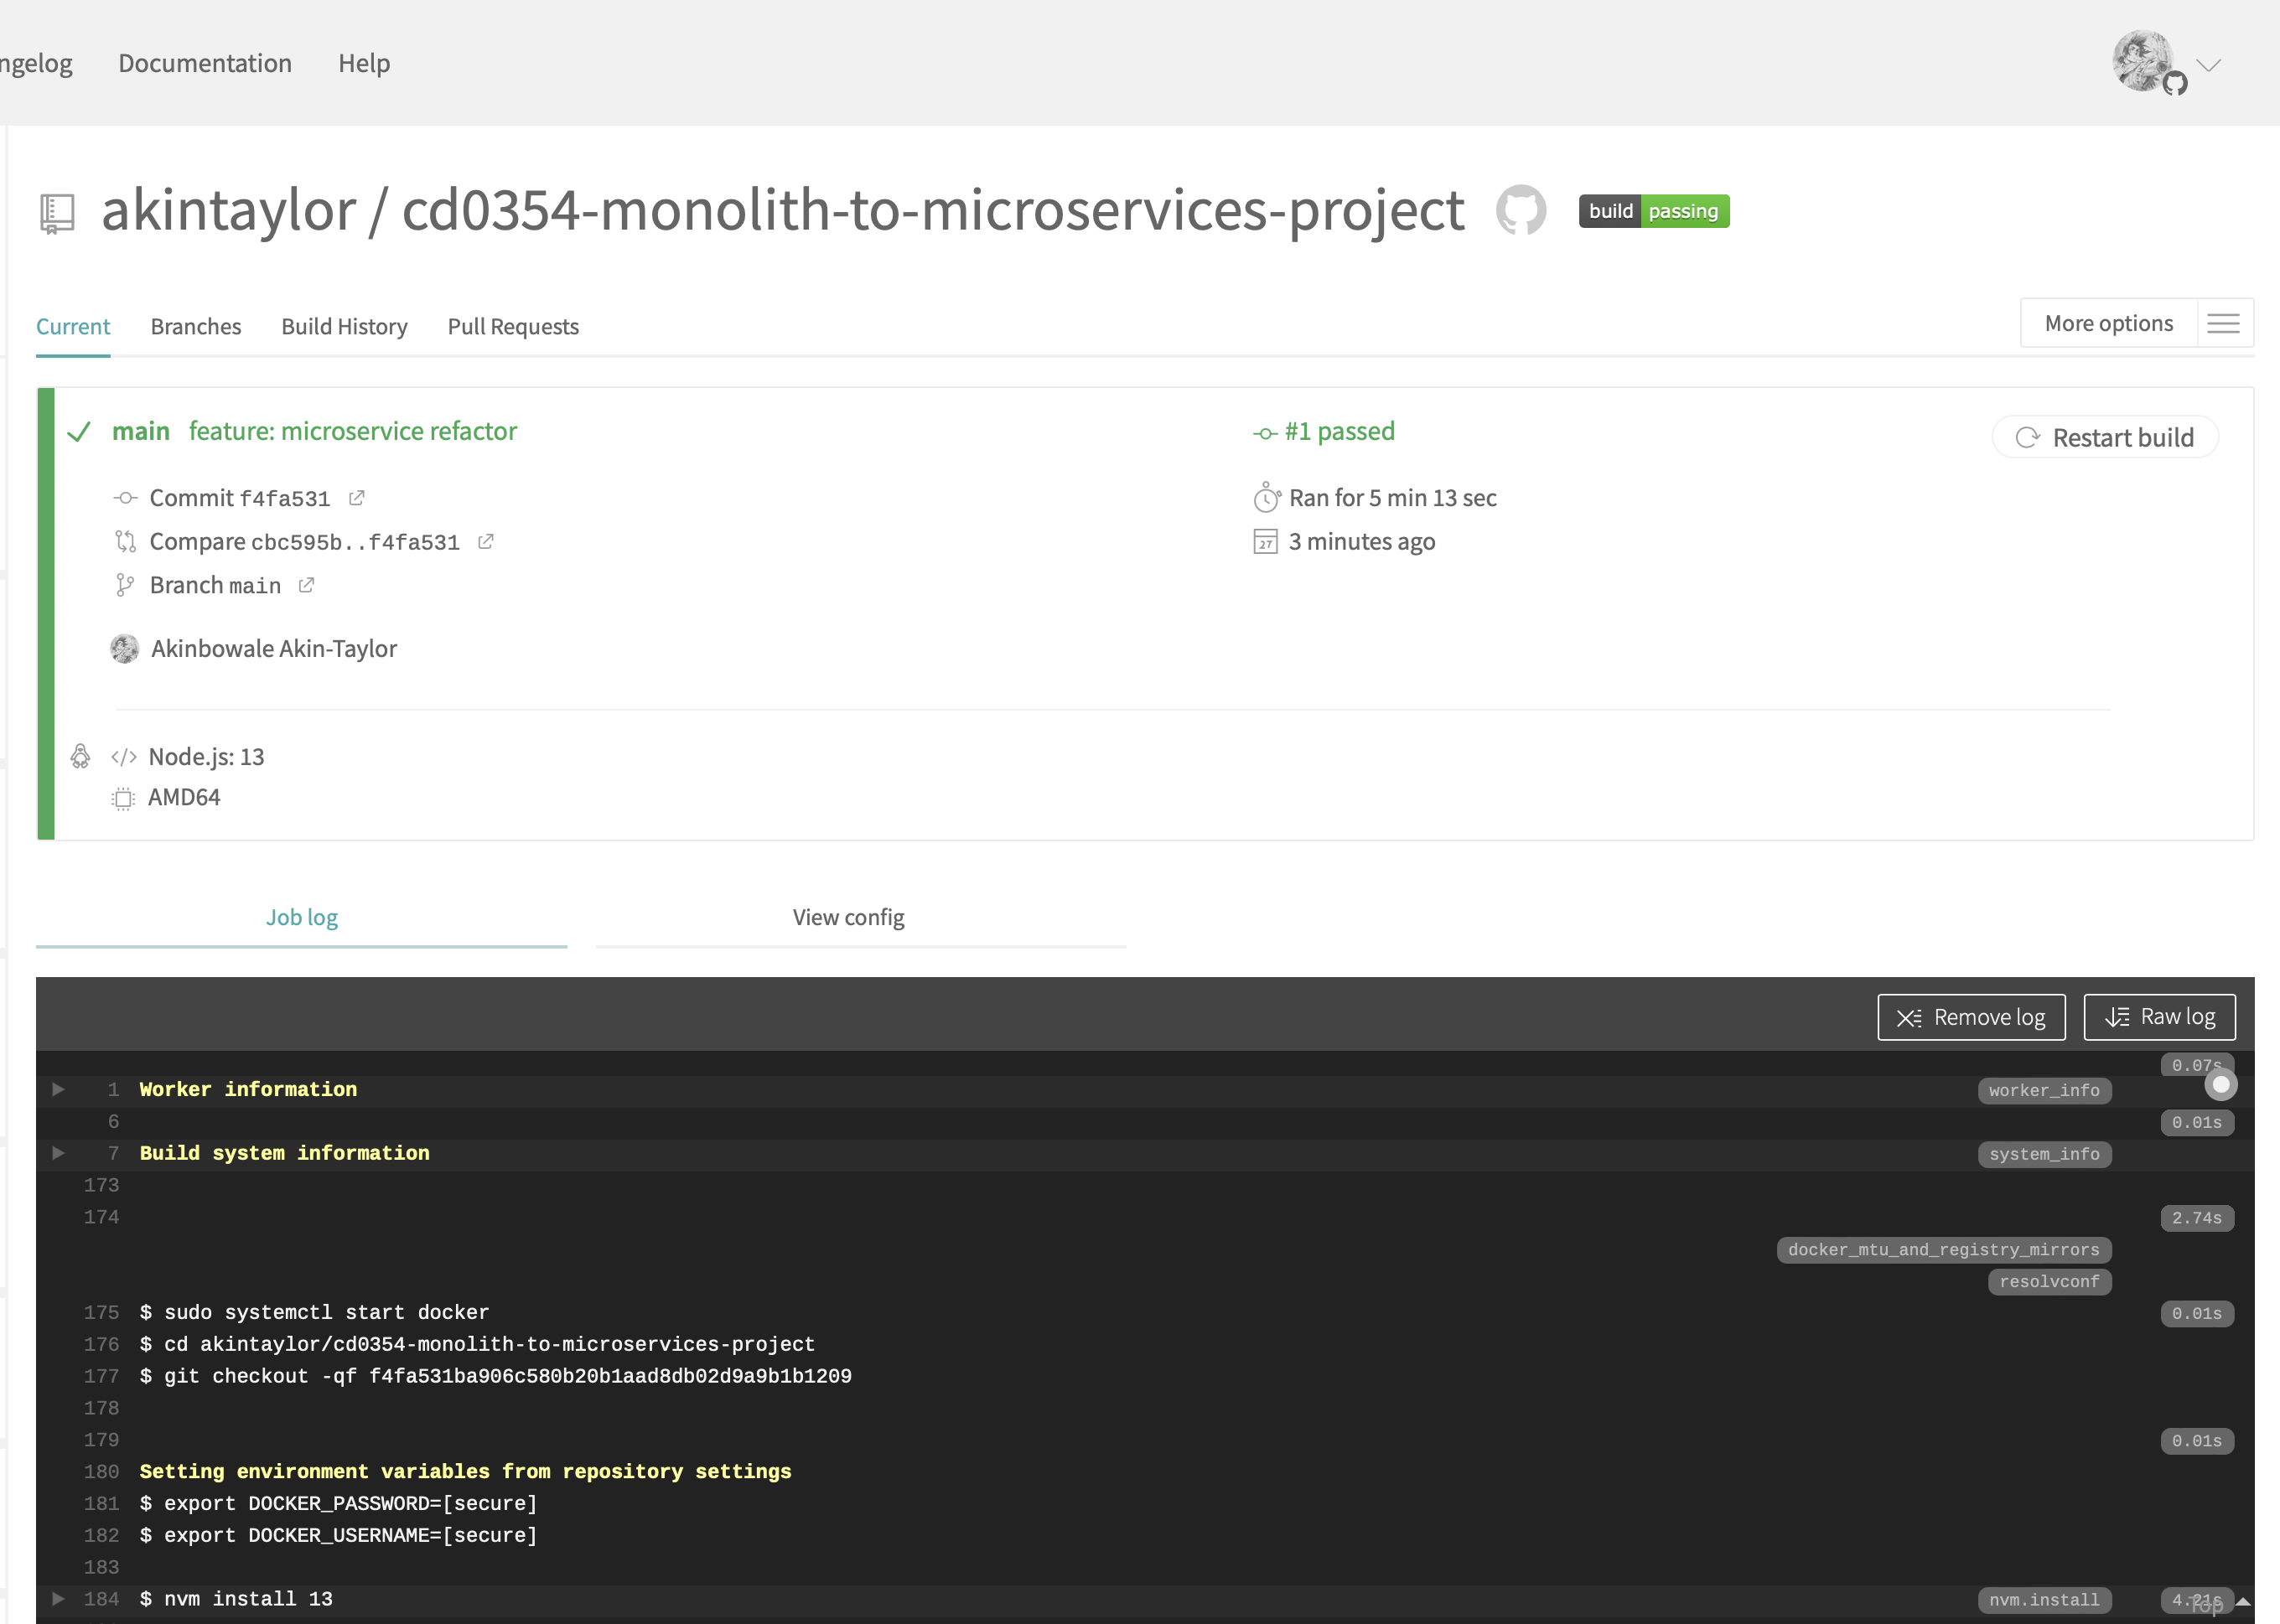 ngelog Documentation Help
akintaylor / cd0354-monolith-to-microservices-project build passing
Current Branches Build History Pull Requests More options
main feature: microservice refactor #1 passed Restart build
Commit f4fa531 Ran for 5 min 13 sec
Compare cbc595b..f4fa531 27 3 minutes ago
Branch main
Akinbowale Akin-Taylor
Node.js: 13
AMD64
Job log View config
Remove log Raw log
0.07s
1 Worker information worker_info
6 0.01s
7 Build system information system_info
173
174 2.74s
docker_mtu_and_registry_mirrors
resolvconf
175 $ sudo systemctl start docker 0.01s
176 $ cd akintaylor/cd0354-monolith-to-microservices-project
177 $ git checkout -qf f4fa531ba906c580b20b1aad8db02d9a9b1b1209
178
179 0.01s
180 Setting environment variables from repository settings
181 $ export DOCKER_PASSWORD=[secure]
182 $ export DOCKER_USERNAME=[secure]
183
184 $ nvm install 13 nvm.install 4.21s Top